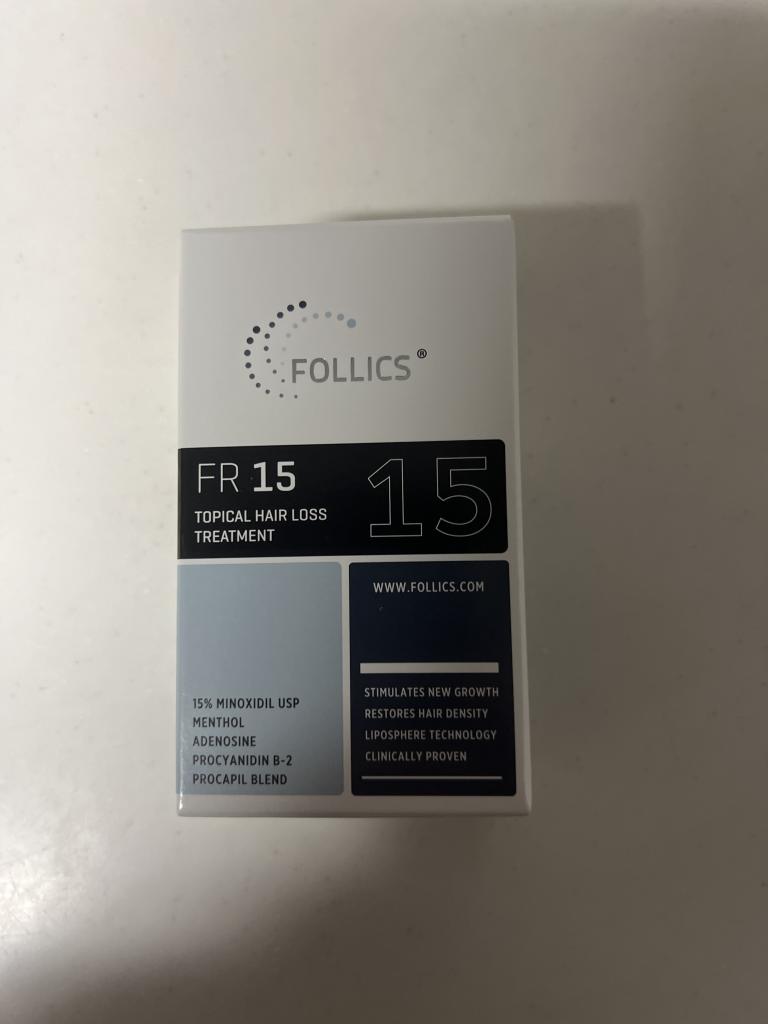 FOLLICS®
FR 15
15
TOPICAL HAIR LOSS
TREATMENT
WWW.FOLLICS.COM
15% MINOXIDIL USP
MENTHOL
ADENOSINE
PROCYANIDIN B-2
PROCAPIL BLEND
STIMULATES NEW GROWTH
RESTORES HAIR DENSITY
LIPOSPHERE TECHNOLOGY
CLINICALLY PROVEN